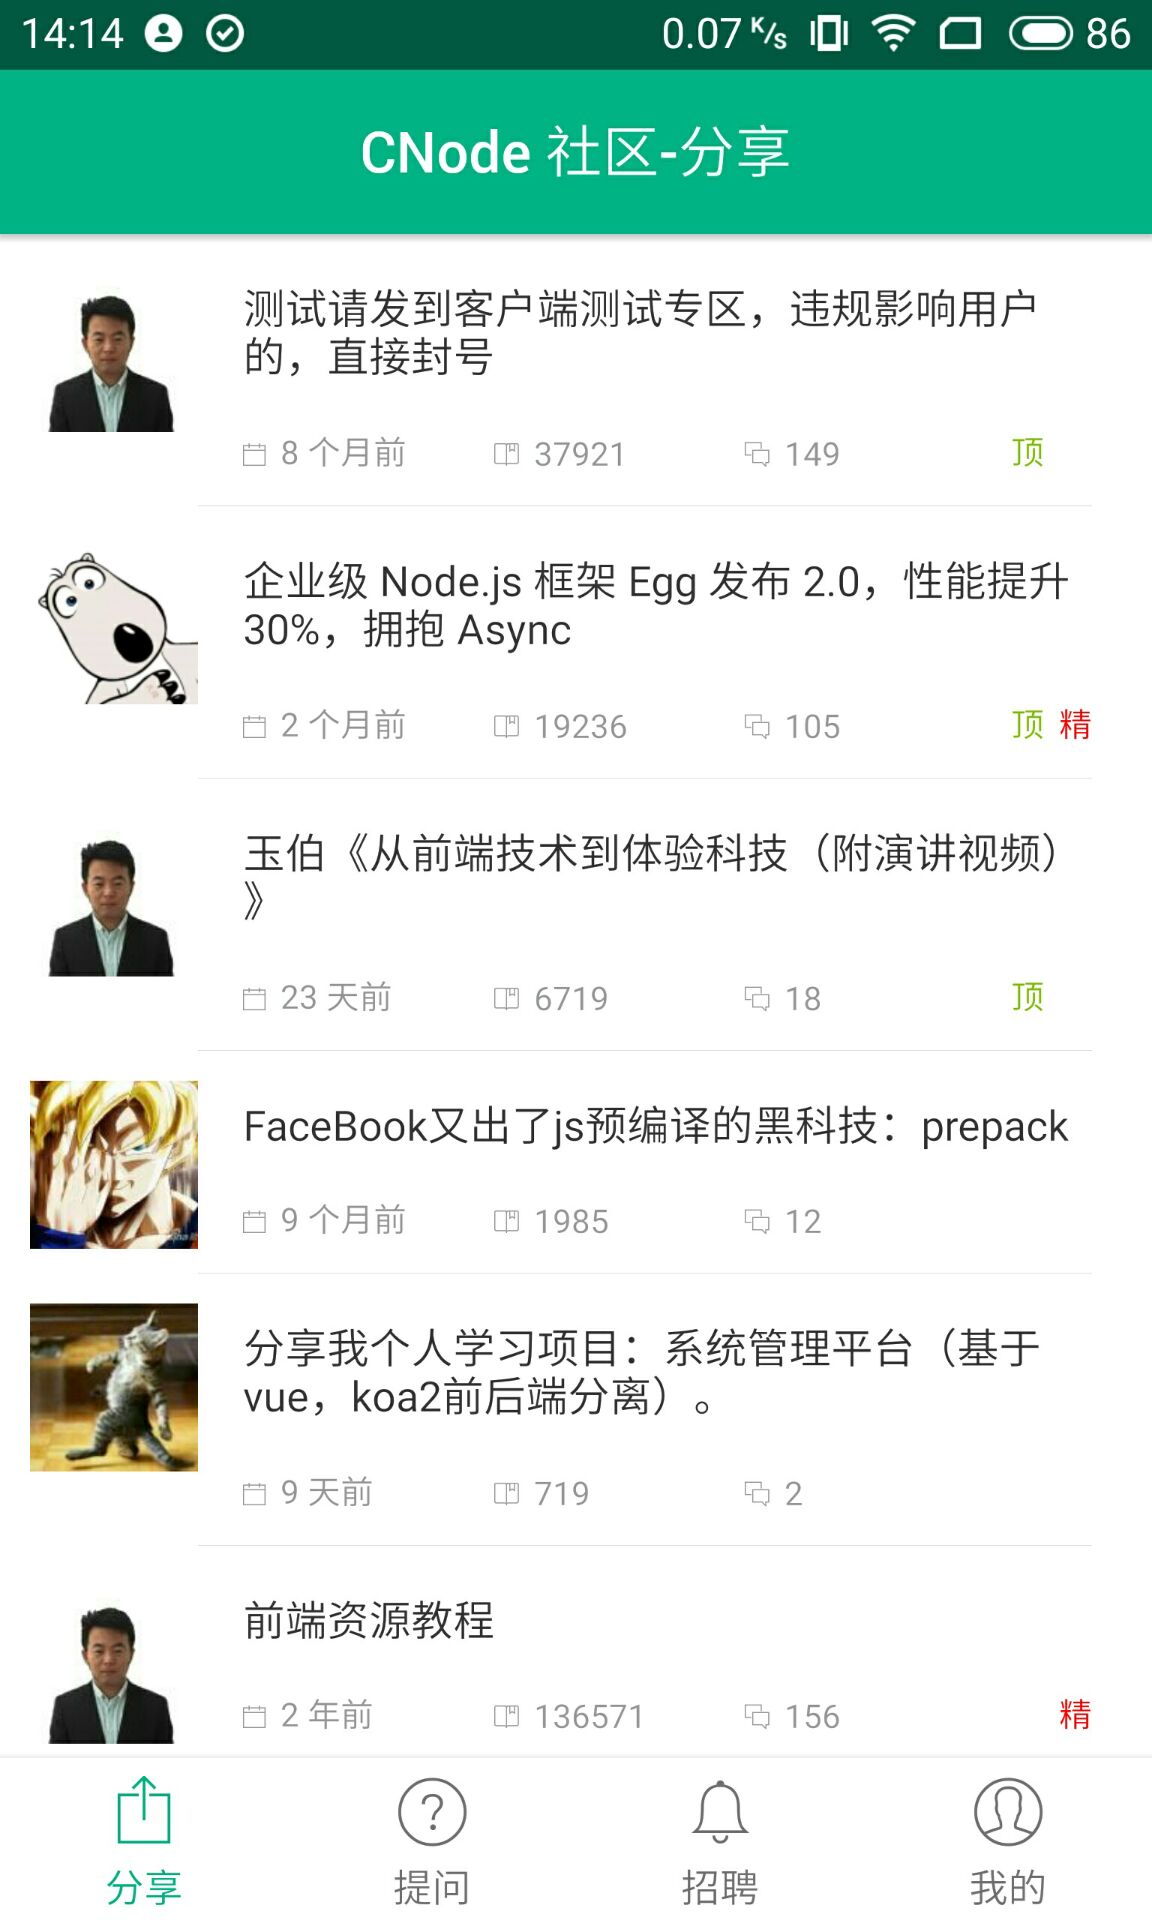 14:14 0.07 K/s 86
CNode 社区-分享
测试请发到客户端测试专区，违规影响用户
的，直接封号
8 个月前 37921 149 顶
企业级 Node.js 框架 Egg 发布 2.0，性能提升
30%，拥抱 Async
2 个月前 19236 105 顶 精
玉伯《从前端技术到体验科技（附演讲视频）
》
23 天前 6719 18 顶
FaceBook又出了js预编译的黑科技：prepack
9 个月前 1985 12
分享我个人学习项目：系统管理平台（基于
vue，koa2前后端分离）。
9 天前 719 2
前端资源教程
2 年前 136571 156 精
分享 提问 招聘 我的